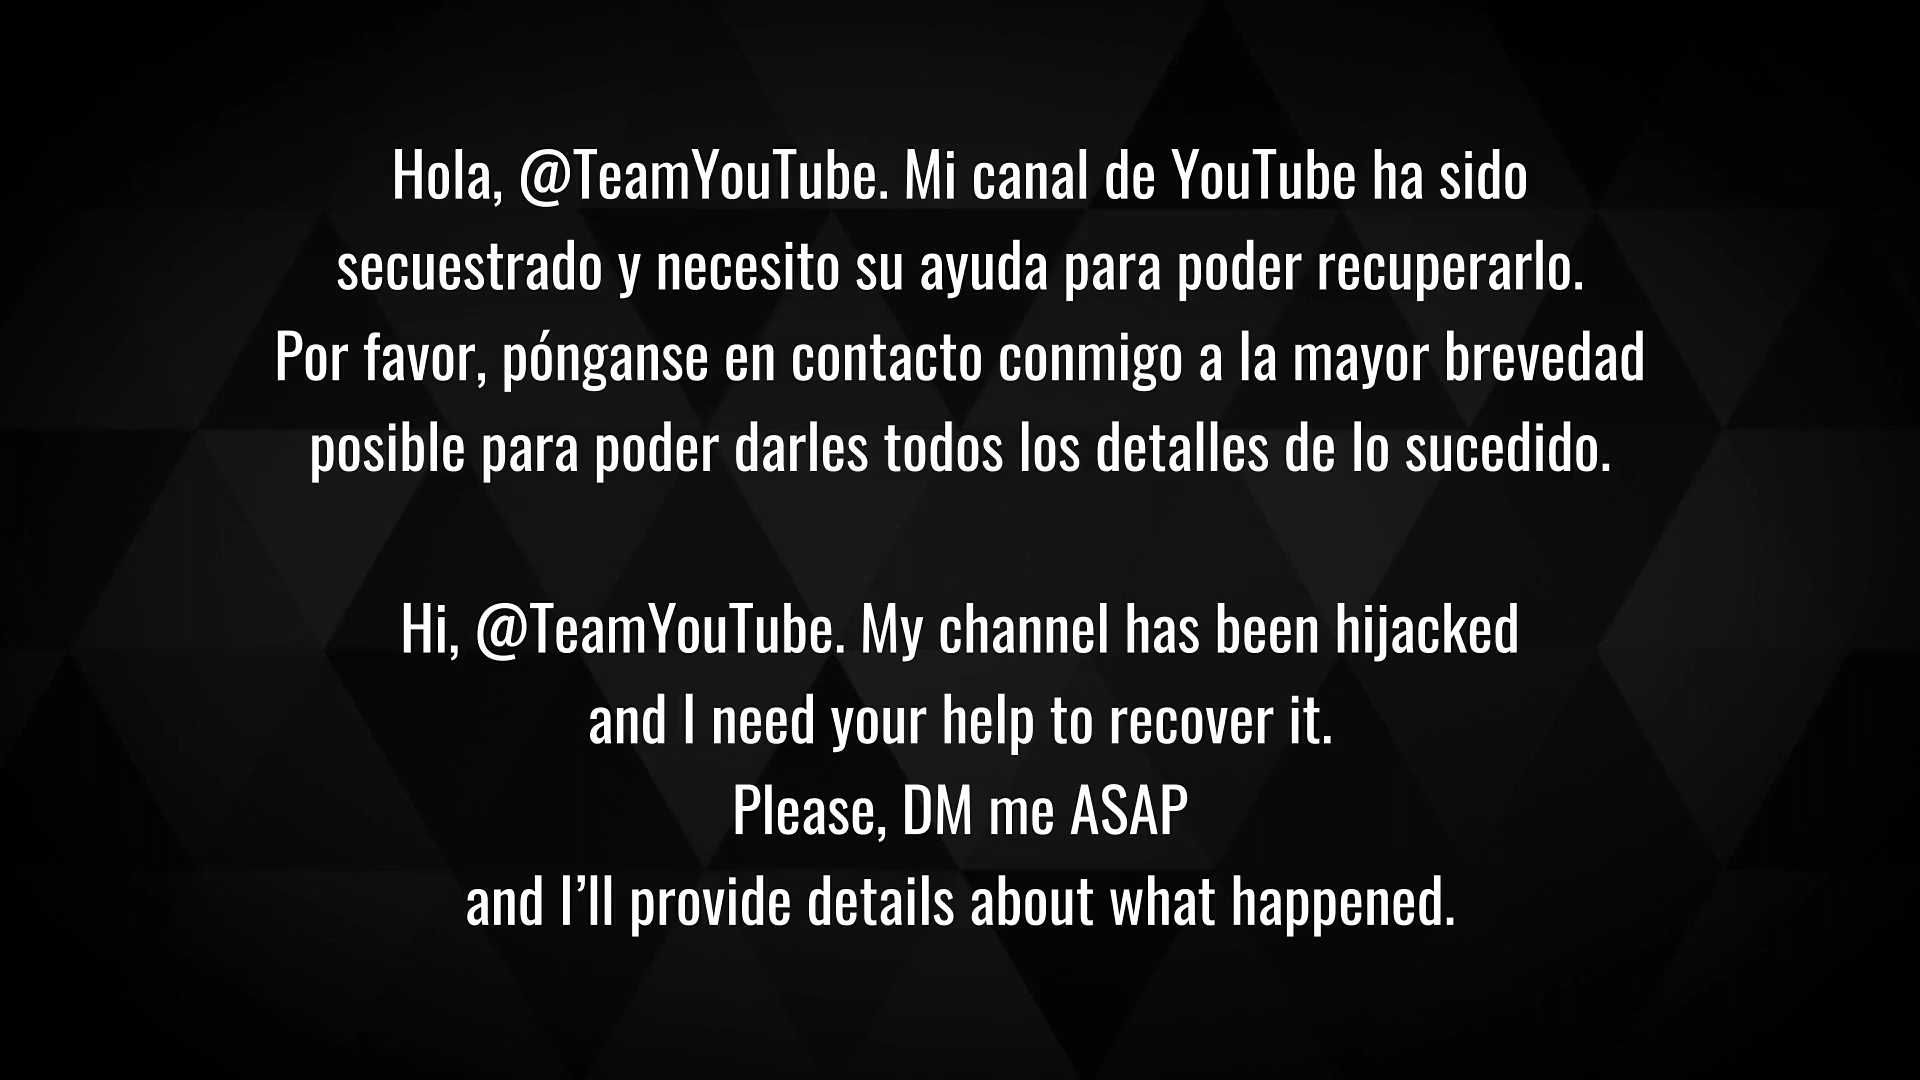 Hola, @TeamYouTube. Mi canal de YouTube ha sido
secuestrado y necesito su ayuda para poder recuperarlo.
Por favor, pónganse en contacto conmigo a la mayor brevedad
posible para poder darles todos los detalles de lo sucedido.
Hi, @TeamYouTube. My channel has been hijacked
and I need your help to recover it.
Please, DM me ASAP
and I’ll provide details about what happened.